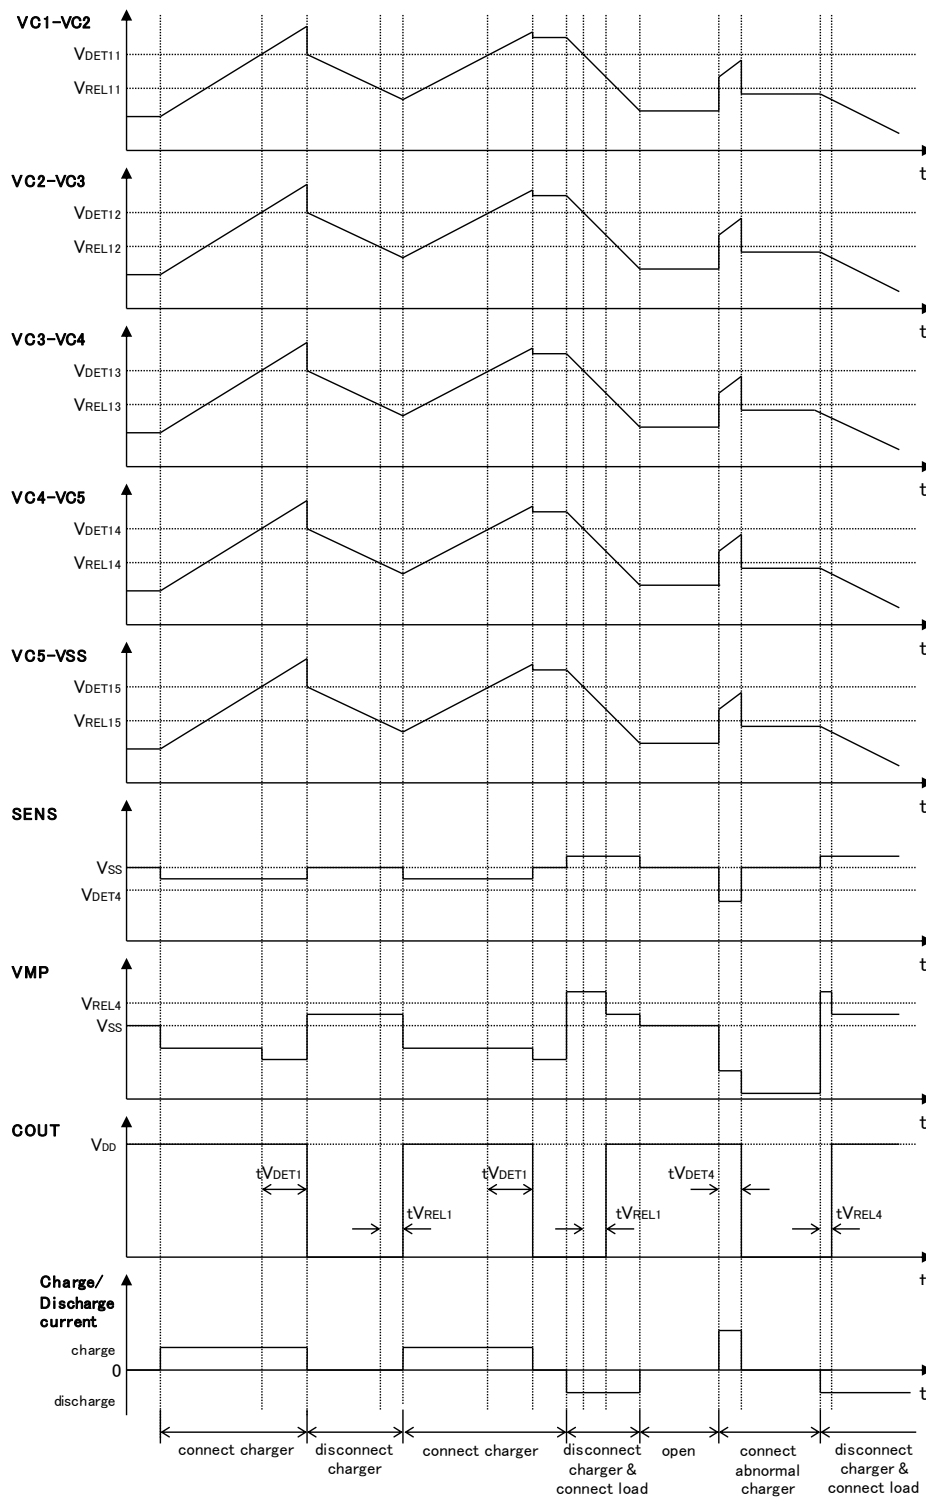 VC1-VC2
VDET11
VREL11
t
VC2-VC3
VDET12
VREL12
t
VC3-VC4
VDET13
VREL13
t
VC4-VC5
VDET14
VREL14
t
VC5-VSS
VDET15
VREL15
t
SENS
VSS
VDET4
t
VMP
VREL4
VSS
t
COUT
VDD
tVDET1 tVDET1 tVDET4
tVREL1 tVREL1 tVREL4
t
Charge/
Discharge
current
charge
0
discharge
t
connect charger
disconnect
charger
connect charger
disconnect
charger &
connect load
open
connect
abnormal
charger
disconnect
charger &
connect load